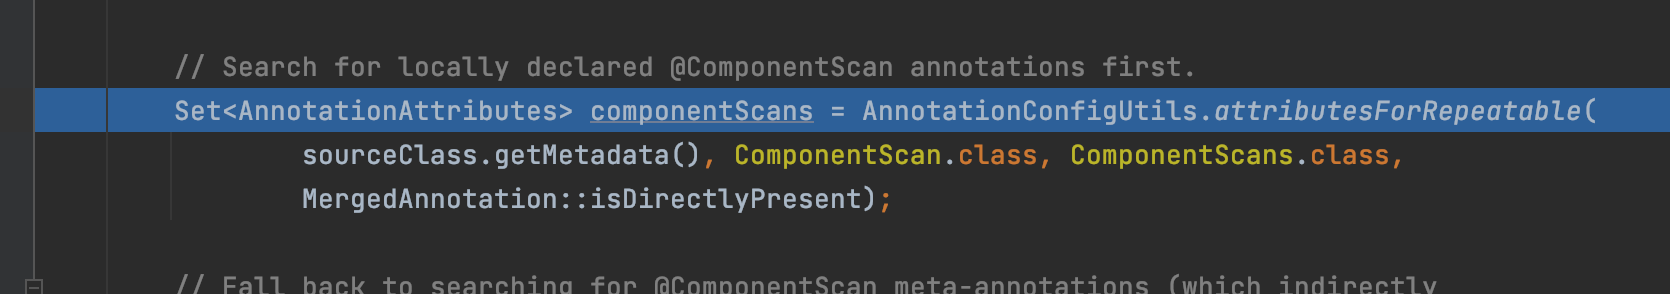 // Search for locally declared @ComponentScan annotations first.
Set<AnnotationAttributes> componentScans = AnnotationConfigUtils.attributesForRepeatable(
sourceClass.getMetadata(), ComponentScan.class, ComponentScans.class,
MergedAnnotation::isDirectlyPresent);
// Fall back to searching for @ComponentScan meta-annotations (which indirectly